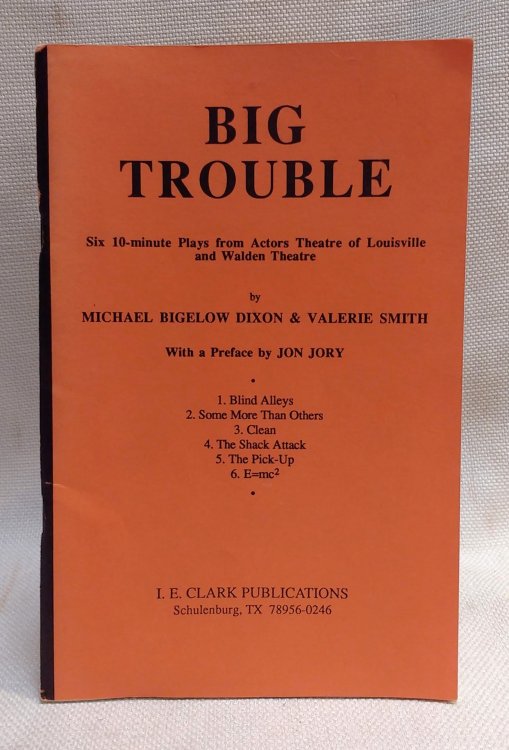 BIG
TROUBLE
Six 10-minute Plays from Actors Theatre of Louisville
and Walden Theatre
by
MICHAEL BIGELOW DIXON & VALERIE SMITH
With a Preface by JON JORY
•
1. Blind Alleys
2. Some More Than Others
3. Clean
4. The Shack Attack
5. The Pick-Up
6. E=mc²
•
I. E. CLARK PUBLICATIONS
Schulenburg, TX 78956-0246